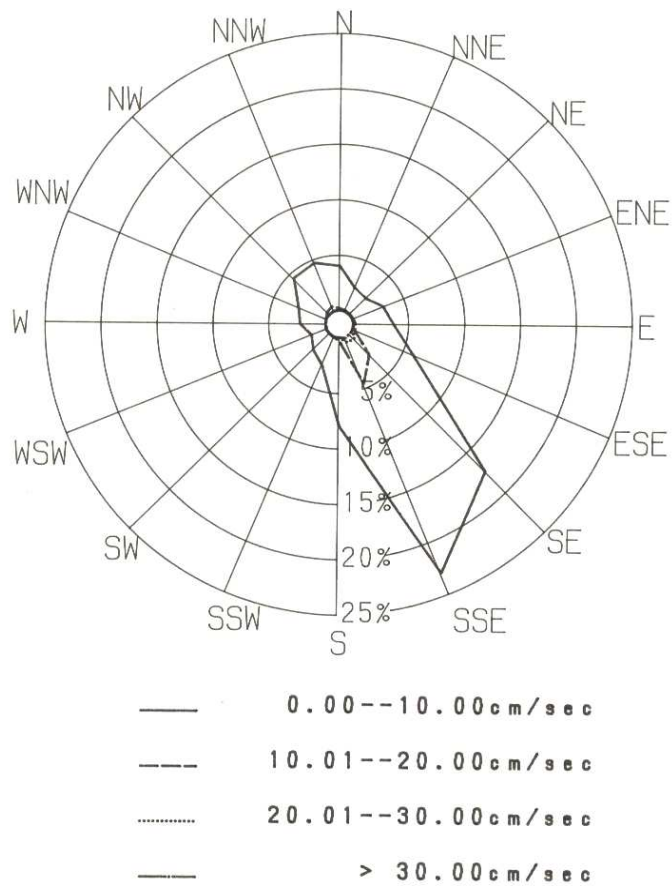 N
NNW
NNE
NW
NE
WNW
ENE
W
E
5%
10%
WSW
ESE
15%
SW
SE
20%
SSW
25%
SSE
S
0.00--10.00cm/sec
10.01--20.00cm/sec
20.01--30.00cm/sec
> 30.00cm/sec